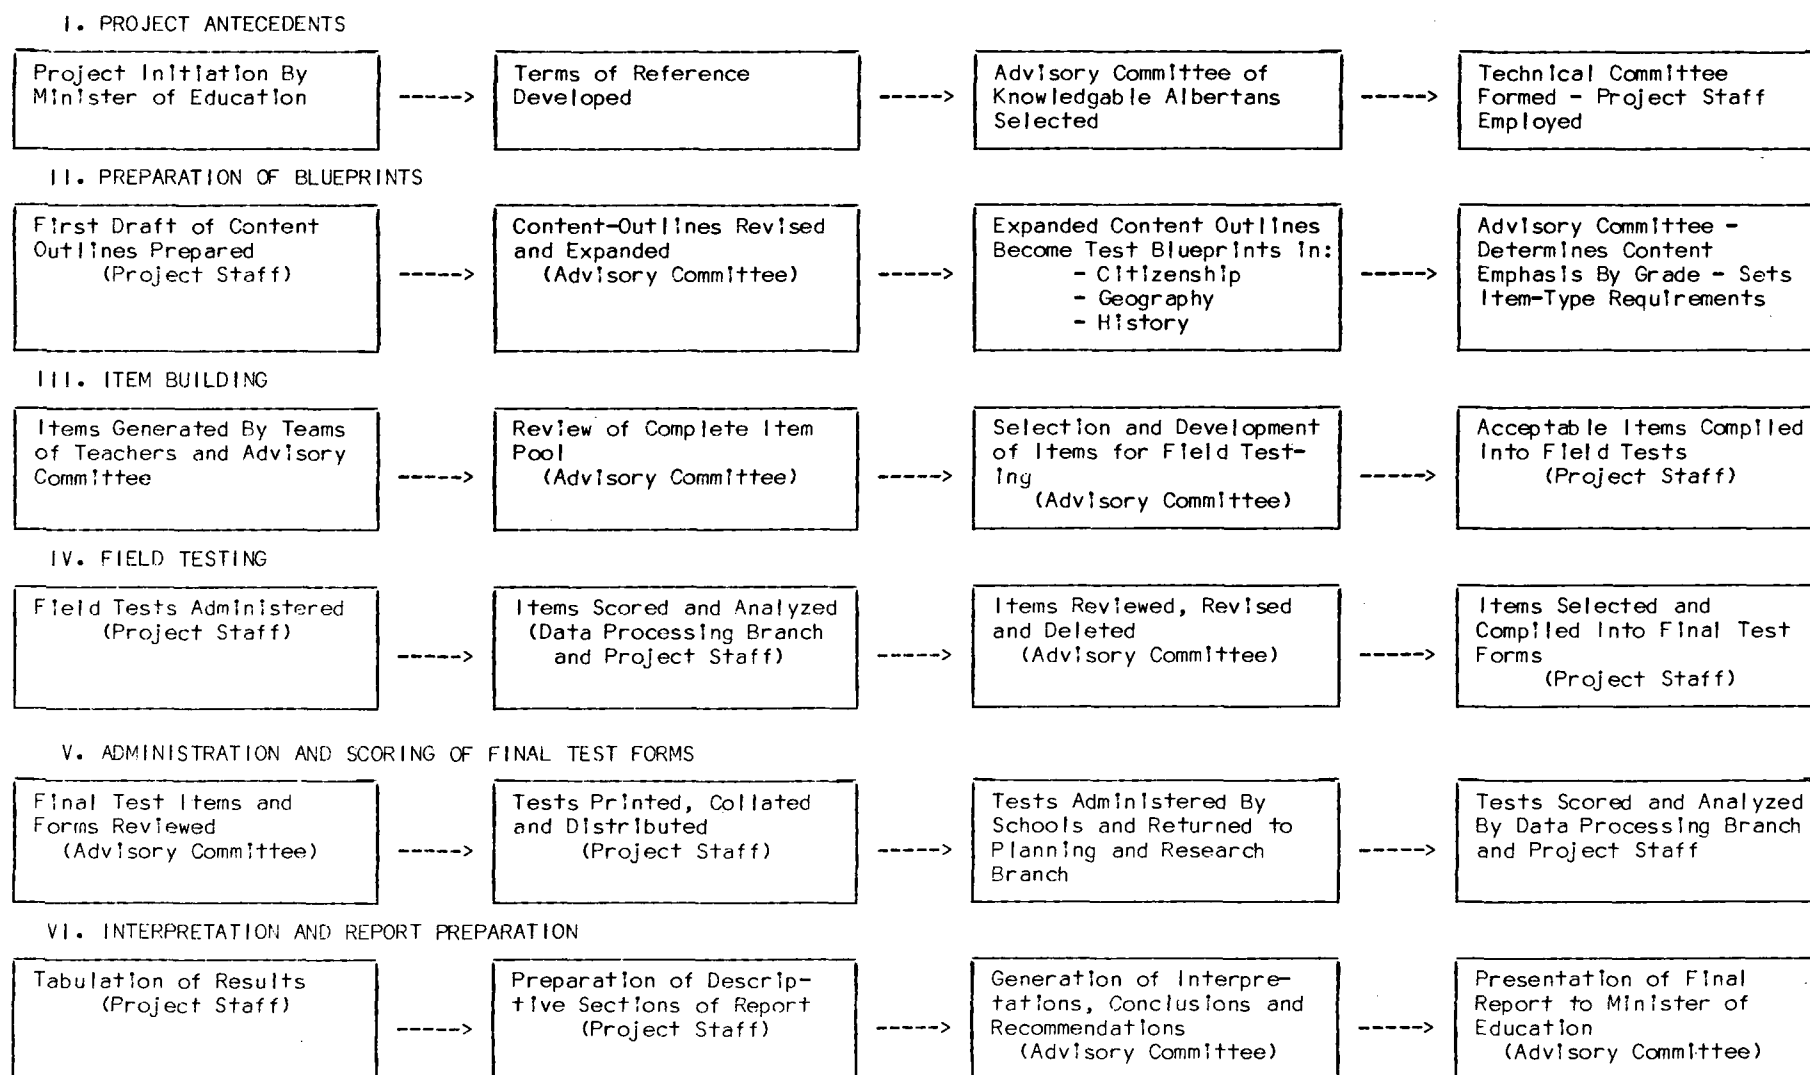 I. PROJECT ANTECEDENTS
Project Initiation By
Minister of Education
----->
Terms of Reference
Developed
----->
Advisory Committee of
Knowledgable Albertans
Selected
----->
Technical Committee
Formed - Project Staff
Employed
II. PREPARATION OF BLUEPRINTS
First Draft of Content
Outlines Prepared
(Project Staff)
----->
Content-Outlines Revised
and Expanded
(Advisory Committee)
----->
Expanded Content Outlines
Become Test Blueprints in:
- Citizenship
- Geography
- History
----->
Advisory Committee -
Determines Content
Emphasis By Grade - Sets
Item-Type Requirements
III. ITEM BUILDING
Items Generated By Teams
of Teachers and Advisory
Committee
----->
Review of Complete Item
Pool
(Advisory Committee)
----->
Selection and Development
of Items for Field Test-
ing
(Advisory Committee)
----->
Acceptable Items Compiled
Into Field Tests
(Project Staff)
IV. FIELD TESTING
Field Tests Administered
(Project Staff)
----->
Items Scored and Analyzed
(Data Processing Branch
and Project Staff)
----->
Items Reviewed, Revised
and Deleted
(Advisory Committee)
----->
Items Selected and
Compiled Into Final Test
Forms
(Project Staff)
V. ADMINISTRATION AND SCORING OF FINAL TEST FORMS
Final Test Items and
Forms Reviewed
(Advisory Committee)
----->
Tests Printed, Collated
and Distributed
(Project Staff)
----->
Tests Administered By
Schools and Returned to
Planning and Research
Branch
----->
Tests Scored and Analyzed
By Data Processing Branch
and Project Staff
VI. INTERPRETATION AND REPORT PREPARATION
Tabulation of Results
(Project Staff)
----->
Preparation of Descrip-
tive Sections of Report
(Project Staff)
----->
Generation of Interpre-
tations, Conclusions and
Recommendations
(Advisory Committee)
----->
Presentation of Final
Report to Minister of
Education
(Advisory Committee)